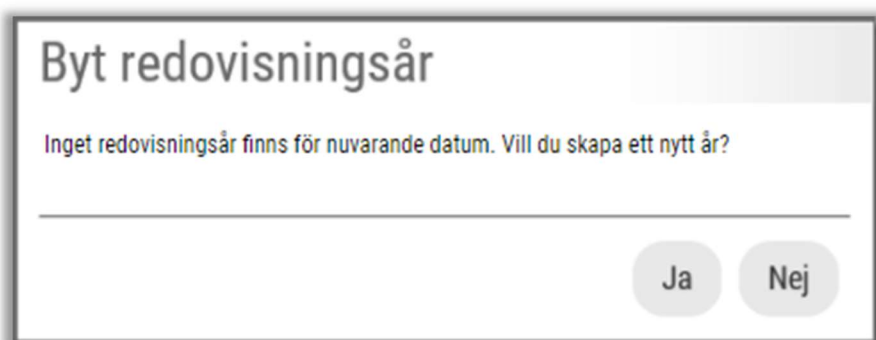 Byt redovisningsår
Inget redovisningsår finns för nuvarande datum. Vill du skapa ett nytt år?
Ja Nej